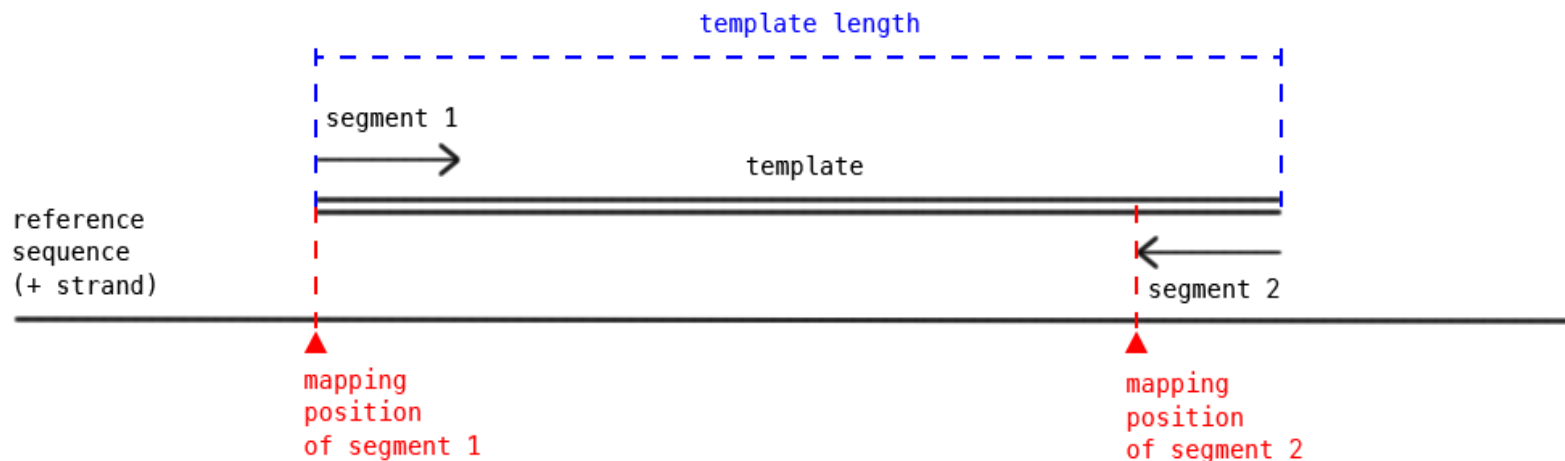 template length
segment 1
template
reference
sequence
(+ strand)
segment 2
mapping
position
of segment 1
mapping
position
of segment 2